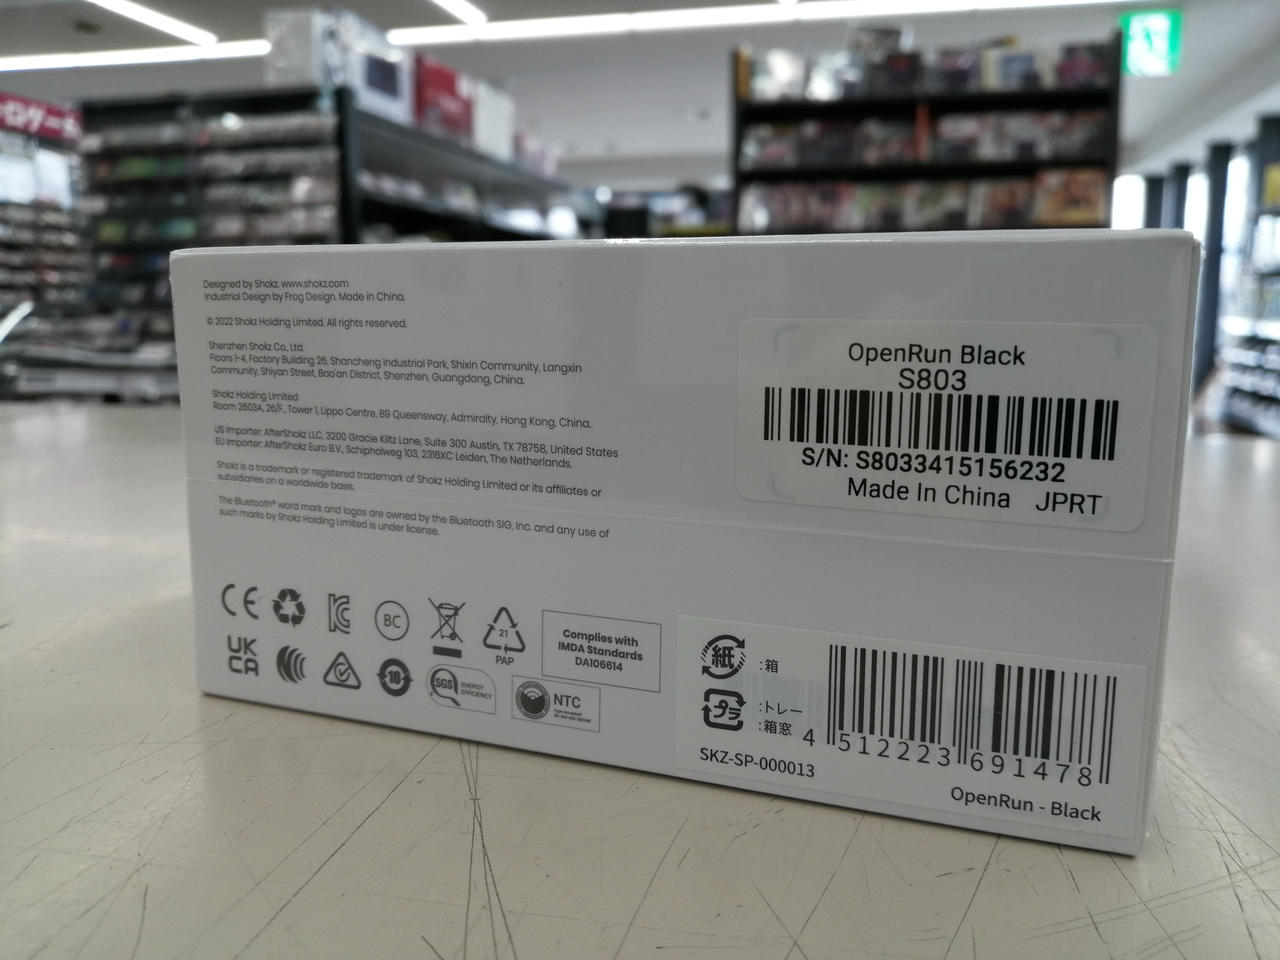 Designed by Shokz. www.shokz.com
Industrial Design by Frog Design. Made in China.
© 2022 Shokz Holding Limited. All rights reserved.
Shenzhen Shokz Co., Ltd.
Floors 1-4, Factory Building 26, Shancheng Industrial Park, Shixin Community, Langxin
Community, Shiyan Street, Bao'an District, Shenzhen, Guangdong, China.
Shokz Holding Limited
Room 2603A, 26/F, Tower 1, Lippo Centre, 89 Queensway, Admiralty, Hong Kong, China.
US Importer: AfterShokz LLC, 3200 Gracie Kiltz Lane, Suite 300 Austin, TX 78758, United States
EU Importer: AfterShokz Euro B.V., Schipholweg 103, 2316XC Leiden, The Netherlands.
Shokz is a trademark or registered trademark of Shokz Holding Limited or its affiliates or
subsidiaries on a worldwide basis.
The Bluetooth® word mark and logos are owned by the Bluetooth SIG, Inc. and any use of
such marks by Shokz Holding Limited is under license.
OpenRun Black
S803
S/N: S8033415156232
Made In China JPRT
CE
BC
21
PAP
Complies with
IMDA Standards
DA106614
UK
CA
10
SGS
ENERGY
EFFICIENCY
NTC
Type Accepted
紙 :箱
プラ :トレー
:箱窓
4 512223 691478
SKZ-SP-000013
OpenRun - Black